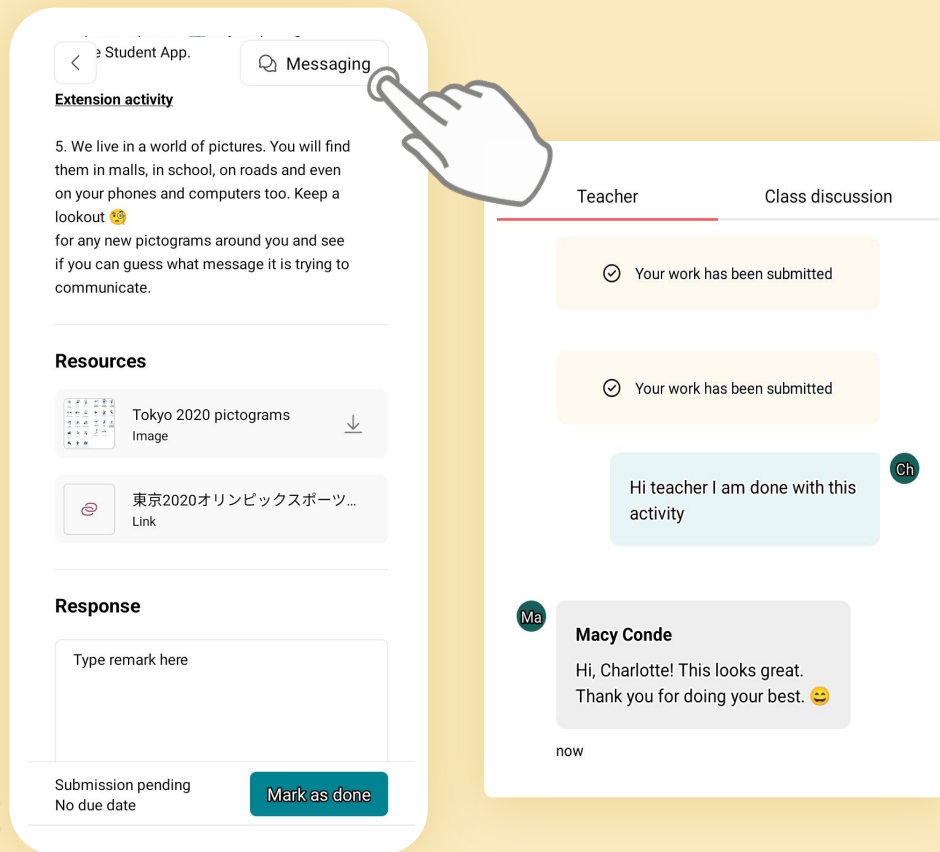 e Student App.
Messaging
Extension activity
5. We live in a world of pictures. You will find
them in malls, in school, on roads and even
on your phones and computers too. Keep a
lookout 🧐
for any new pictograms around you and see
if you can guess what message it is trying to
communicate.
Resources
Tokyo 2020 pictograms
Image
東京2020オリンピックスポーツ...
Link
Response
Type remark here
Submission pending
No due date
Mark as done
Teacher
Class discussion
Your work has been submitted
Your work has been submitted
Ch
Hi teacher I am done with this
activity
Ma
Macy Conde
Hi, Charlotte! This looks great.
Thank you for doing your best. 😄
now